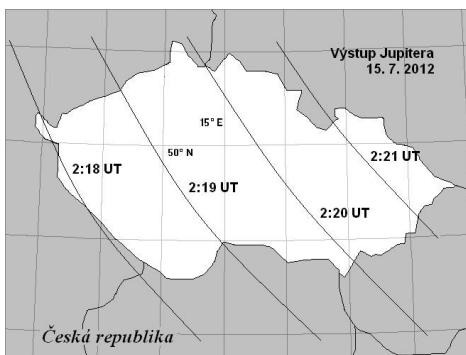 Výstup Jupitera
15. 7. 2012
15° E
50° N
2:21 UT
2:18 UT
2:19 UT
2:20 UT
Česká republika